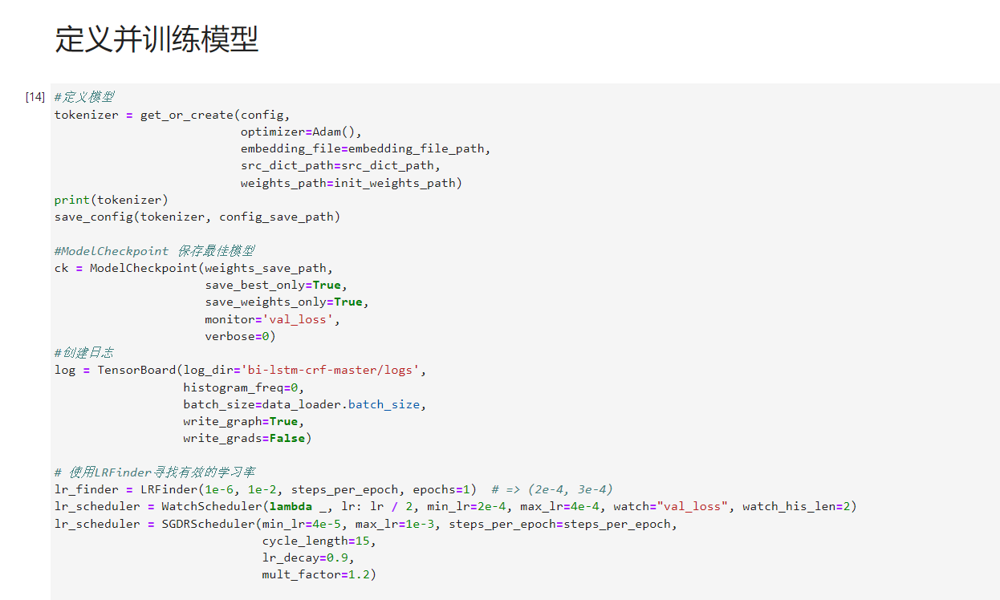 定义并训练模型
[14] #定义模型
tokenizer = get_or_create(config,
                          optimizer=Adam(),
                          embedding_file=embedding_file_path,
                          src_dict_path=src_dict_path,
                          weights_path=init_weights_path)
print(tokenizer)
save_config(tokenizer, config_save_path)
#ModelCheckpoint 保存最佳模型
ck = ModelCheckpoint(weights_save_path,
                     save_best_only=True,
                     save_weights_only=True,
                     monitor='val_loss',
                     verbose=0)
#创建日志
log = TensorBoard(log_dir='bi-lstm-crf-master/logs',
                  histogram_freq=0,
                  batch_size=data_loader.batch_size,
                  write_graph=True,
                  write_grads=False)
# 使用LRFinder寻找有效的学习率
lr_finder = LRFinder(1e-6, 1e-2, steps_per_epoch, epochs=1)  # => (2e-4, 3e-4)
lr_scheduler = WatchScheduler(lambda _, lr: lr / 2, min_lr=2e-4, max_lr=4e-4, watch="val_loss", watch_his_len=2)
lr_scheduler = SGDRScheduler(min_lr=4e-5, max_lr=1e-3, steps_per_epoch=steps_per_epoch,
                             cycle_length=15,
                             lr_decay=0.9,
                             mult_factor=1.2)